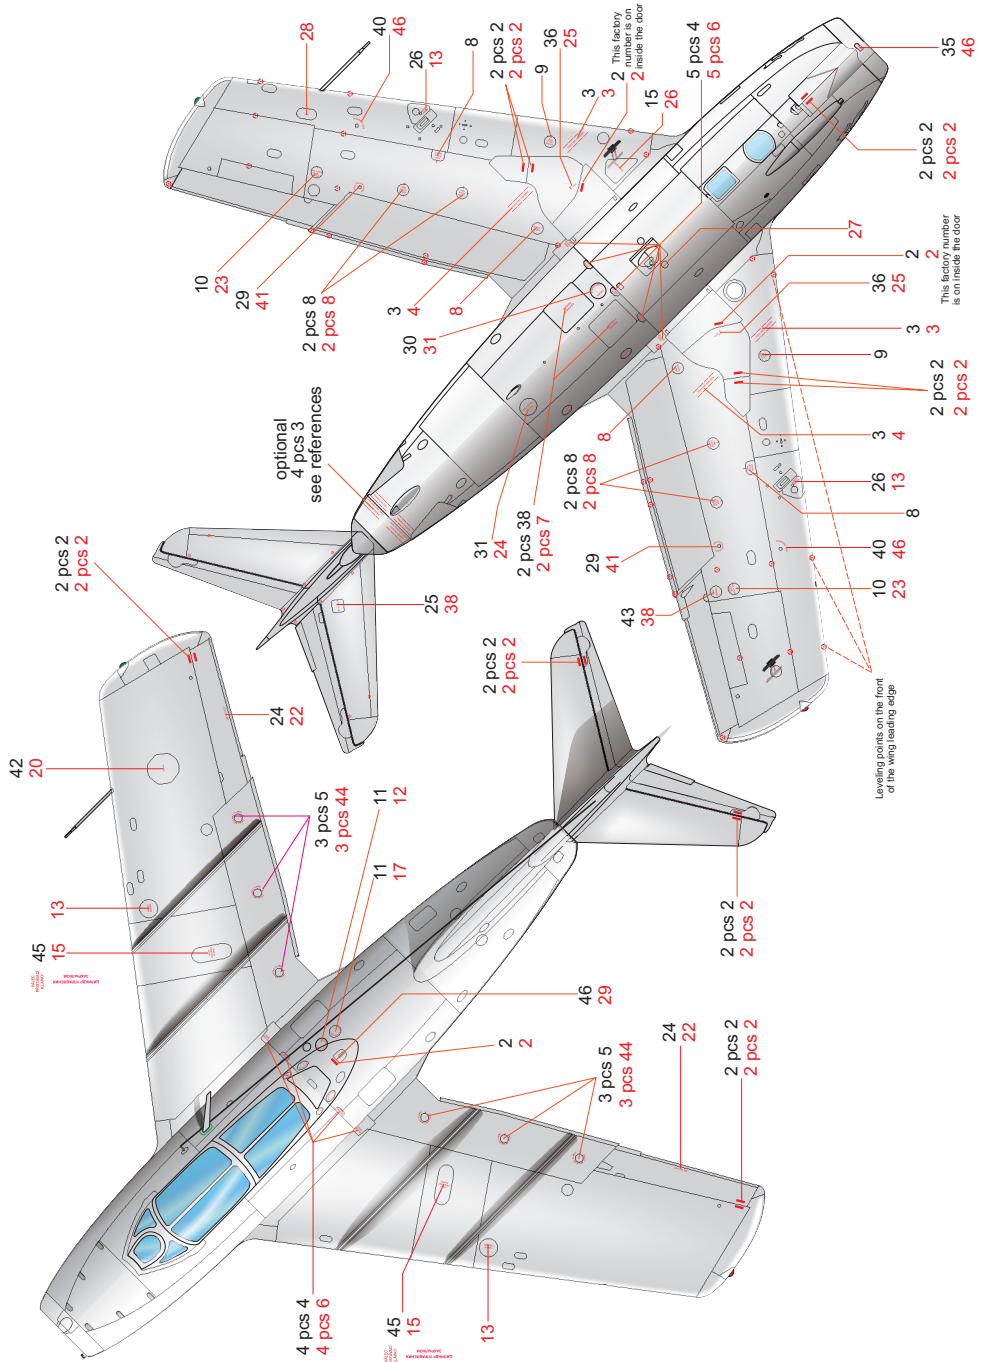 28
40
46
26
13
8
2 pcs 2
2 pcs 2
9
36
25
3
3
2
2
This factory
number is on
inside the door
15
26
5 pcs 4
5 pcs 6
35
46
2 pcs 2
2 pcs 2
10
23
29
41
2 pcs 8
2 pcs 8
3
4
8
30
31
27
2
2
This factory number
is on inside the door
36
25
3
3
9
2 pcs 2
2 pcs 2
3
4
26
13
8
40
46
10
23
43
38
29
41
2 pcs 8
2 pcs 8
8
optional
4 pcs 3
see references
31
24
2 pcs 38
2 pcs 7
25
38
Leveling points on the front
of the wing leading edge
2 pcs 2
2 pcs 2
24
22
42
20
3 pcs 5
3 pcs 44
13
45
15
11
12
11
17
2 pcs 2
2 pcs 2
2 pcs 2
2 pcs 2
46
29
2
2
3 pcs 5
3 pcs 44
24
22
2 pcs 2
2 pcs 2
4 pcs 4
4 pcs 6
45
15
13